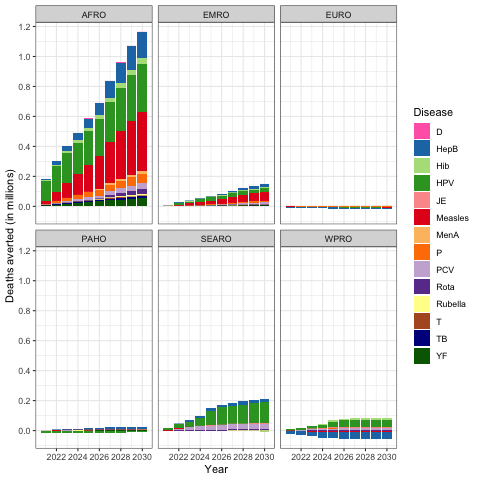 AFRO EMRO EURO
1.2
1.0
0.8
0.6
0.4
0.2
0.0
PAHO SEARO WPRO
1.2
1.0
0.8
0.6
0.4
0.2
0.0
2022 2024 2026 2028 2030 2022 2024 2026 2028 2030 2022 2024 2026 2028 2030
Year
Deaths averted (in millions)
Disease
D
HepB
Hib
HPV
JE
Measles
MenA
P
PCV
Rota
Rubella
T
TB
YF